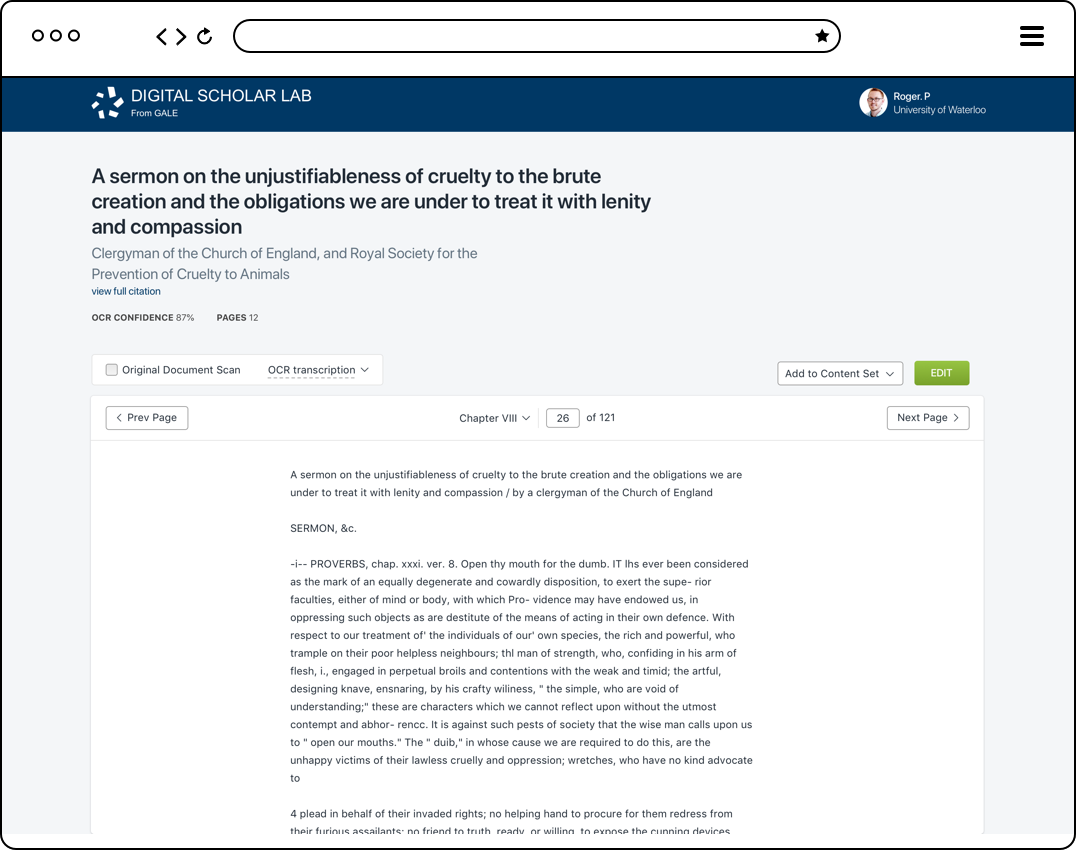 DIGITAL SCHOLAR LAB
From GALE
Roger. P
University of Waterloo
A sermon on the unjustifiableness of cruelty to the brute
creation and the obligations we are under to treat it with lenity
and compassion
Clergyman of the Church of England, and Royal Society for the
Prevention of Cruelty to Animals
view full citation
OCR CONFIDENCE 87% PAGES 12
Original Document Scan OCR transcription
Add to Content Set EDIT
Prev Page Chapter VIII 26 of 121 Next Page
A sermon on the unjustifiableness of cruelty to the brute creation and the obligations we are
under to treat it with lenity and compassion / by a clergyman of the Church of England
SERMON, &c.
-i-- PROVERBS, chap. xxxi. ver. 8. Open thy mouth for the dumb. IT Ihs ever been considered
as the mark of an equally degenerate and cowardly disposition, to exert the supe- rior
faculties, either of mind or body, with which Pro- vidence may have endowed us, in
oppressing such objects as are destitute of the means of acting in their own defence. With
respect to our treatment of' the individuals of our' own species, the rich and powerful, who
trample on their poor helpless neighbours; thl man of strength, who, confiding in his arm of
flesh, i., engaged in perpetual broils and contentions with the weak and timid; the artful,
designing knave, ensnaring, by his crafty wiliness, " the simple, who are void of
understanding;" these are characters which we cannot reflect upon without the utmost
contempt and abhor- rencc. It is against such pests of society that the wise man calls upon us
to " open our mouths." The " duib," in whose cause we are required to do this, are the
unhappy victims of their lawless cruelly and oppression; wretches, who have no kind advocate
to
4 plead in behalf of their invaded rights; no helping hand to procure for them redress from
their furious assailants; no friend to truth, ready, or willing, to expose the cunning devices